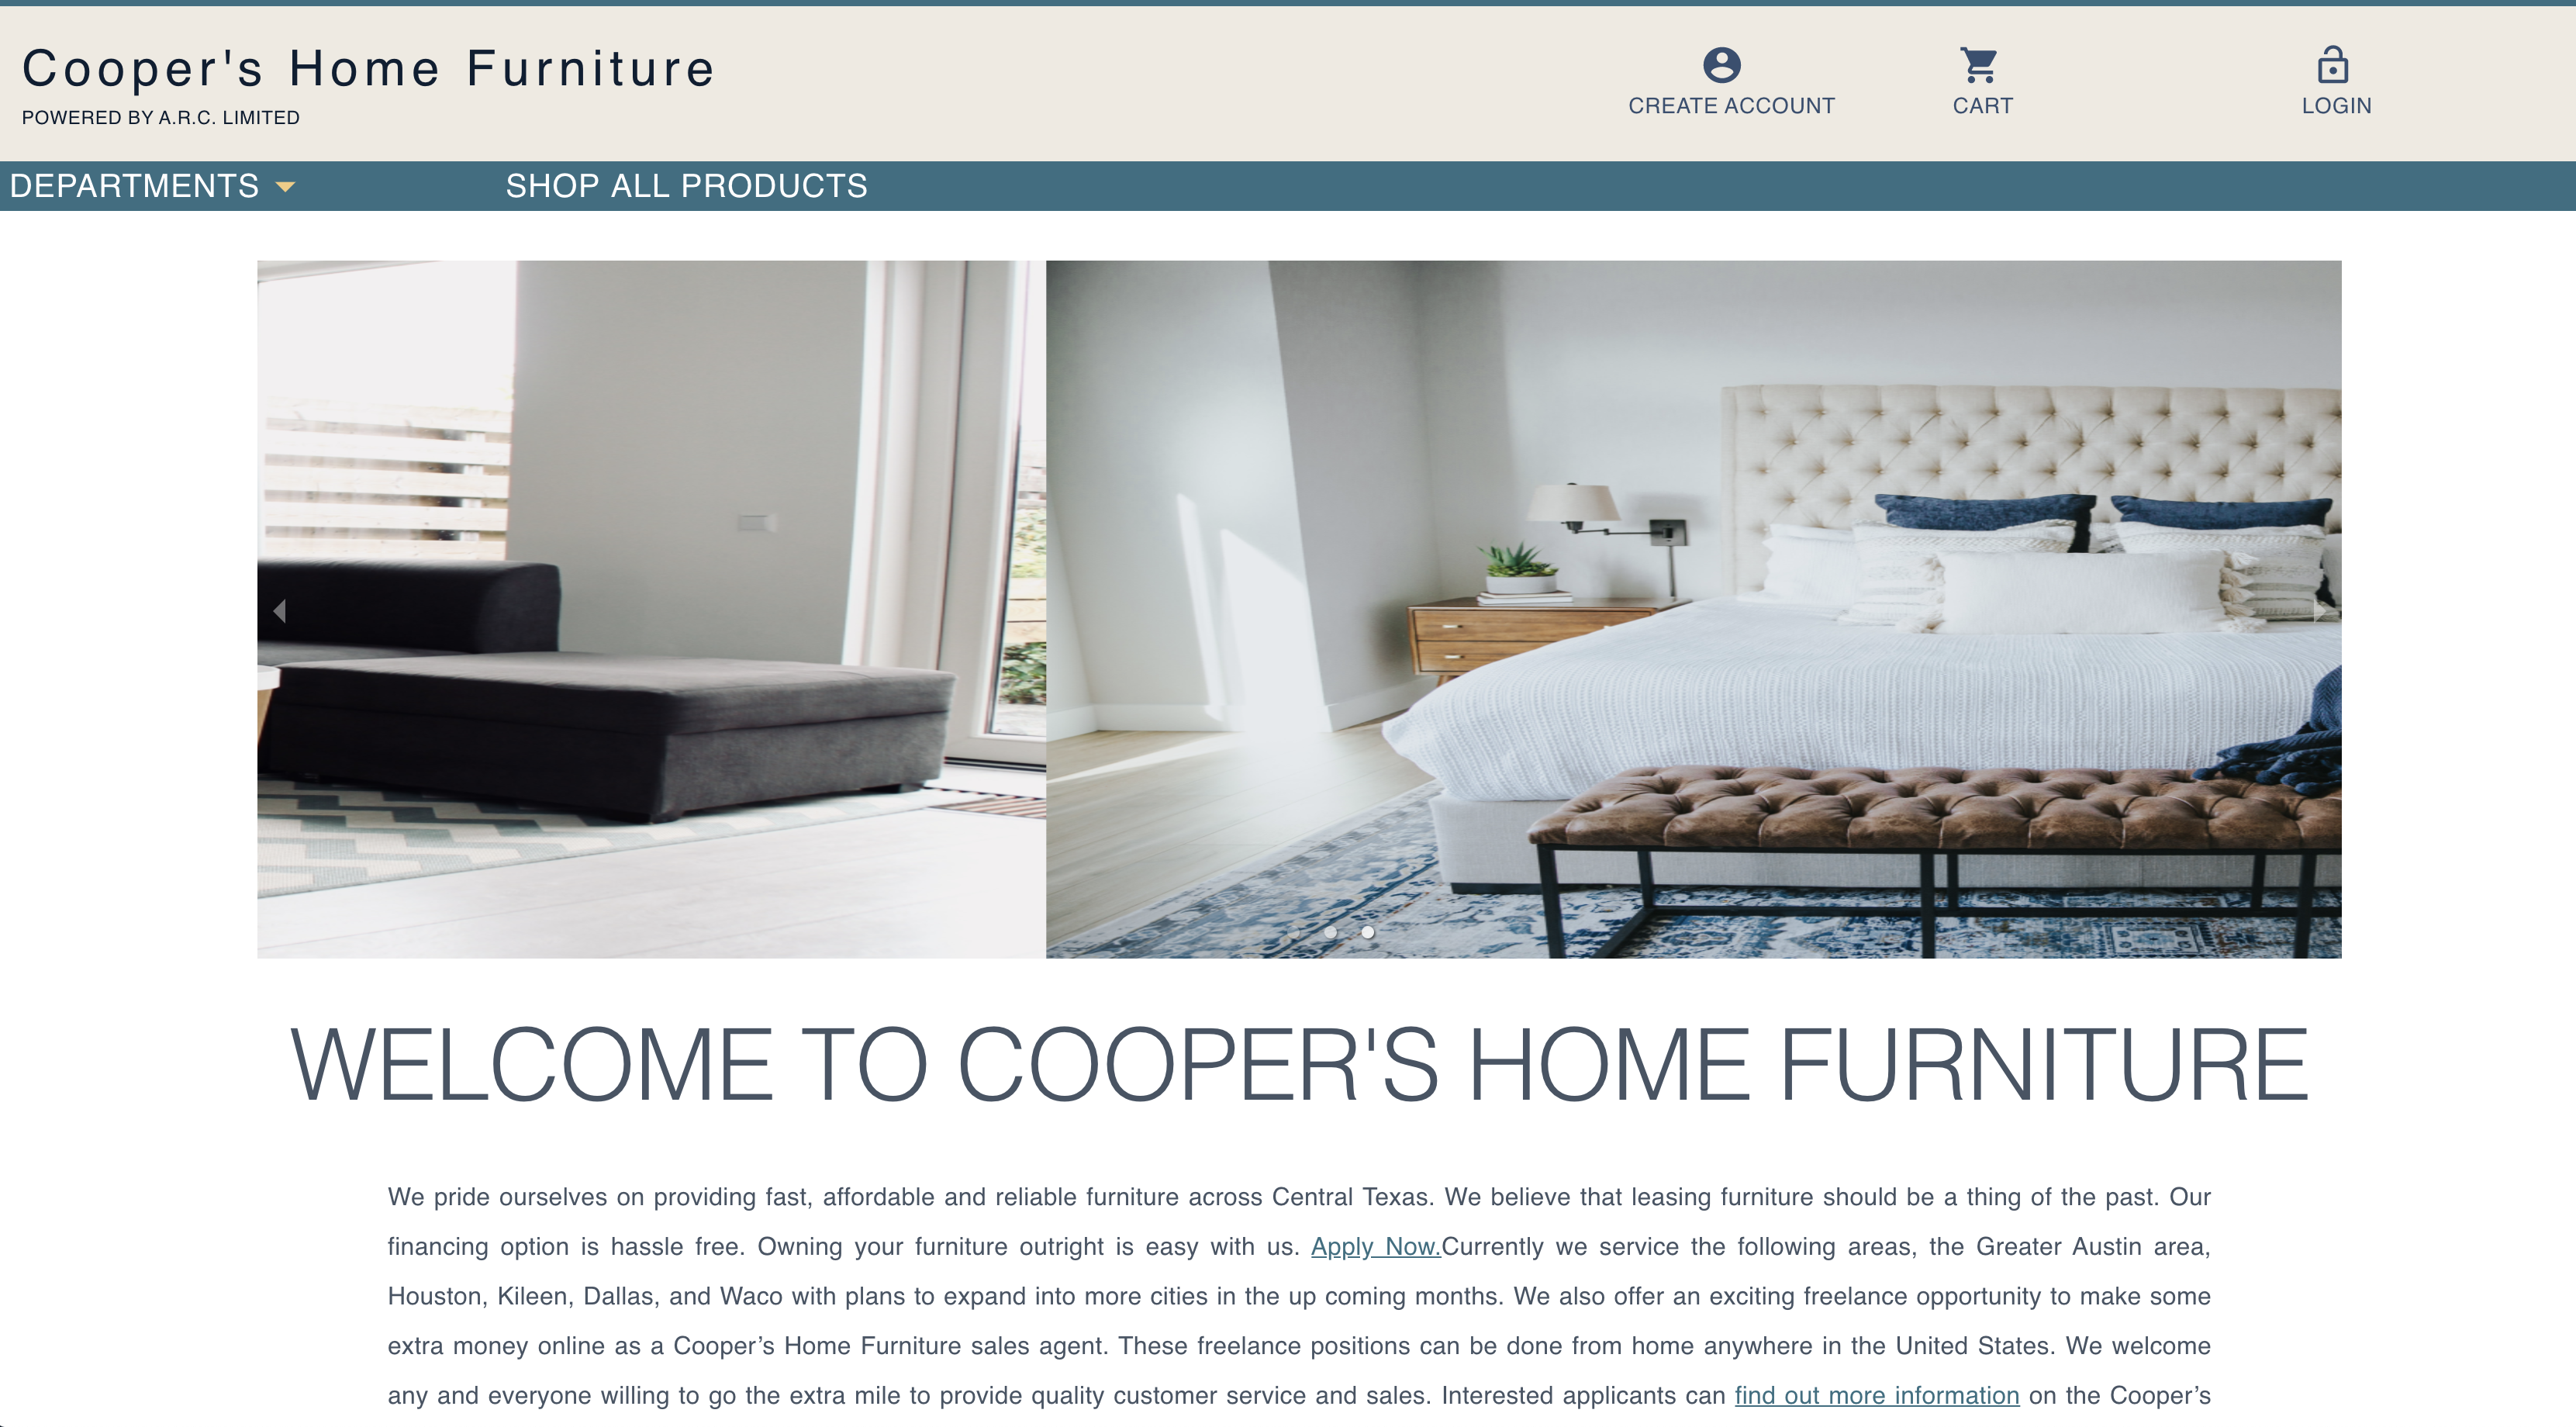 Cooper's Home Furniture
POWERED BY A.R.C. LIMITED
CREATE ACCOUNT
CART
LOGIN
DEPARTMENTS
SHOP ALL PRODUCTS
WELCOME TO COOPER'S HOME FURNITURE
We pride ourselves on providing fast, affordable and reliable furniture across Central Texas. We believe that leasing furniture should be a thing of the past. Our
financing option is hassle free. Owning your furniture outright is easy with us. Apply Now.Currently we service the following areas, the Greater Austin area,
Houston, Kileen, Dallas, and Waco with plans to expand into more cities in the up coming months. We also offer an exciting freelance opportunity to make some
extra money online as a Cooper’s Home Furniture sales agent. These freelance positions can be done from home anywhere in the United States. We welcome
any and everyone willing to go the extra mile to provide quality customer service and sales. Interested applicants can find out more information on the Cooper’s